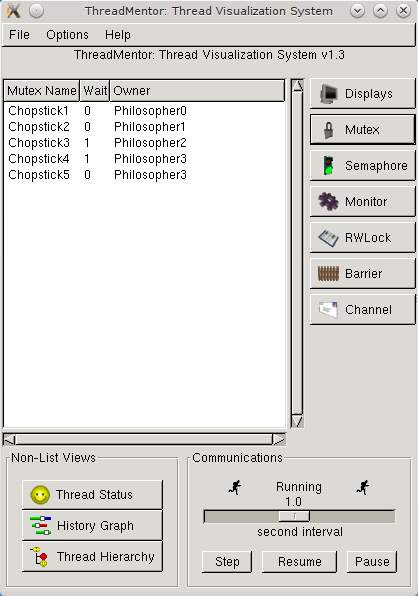 ThreadMentor: Thread Visualization System
File Options Help
ThreadMentor: Thread Visualization System v1.3
Mutex Name Wait Owner
Chopstick1 0 Philosopher0
Chopstick2 0 Philosopher1
Chopstick3 1 Philosopher2
Chopstick4 1 Philosopher3
Chopstick5 0 Philosopher3
Displays
Mutex
Semaphore
Monitor
RWLock
Barrier
Channel
Non-List Views
Thread Status
History Graph
Thread Hierarchy
Communications
Running
1.0
second interval
Step Resume Pause